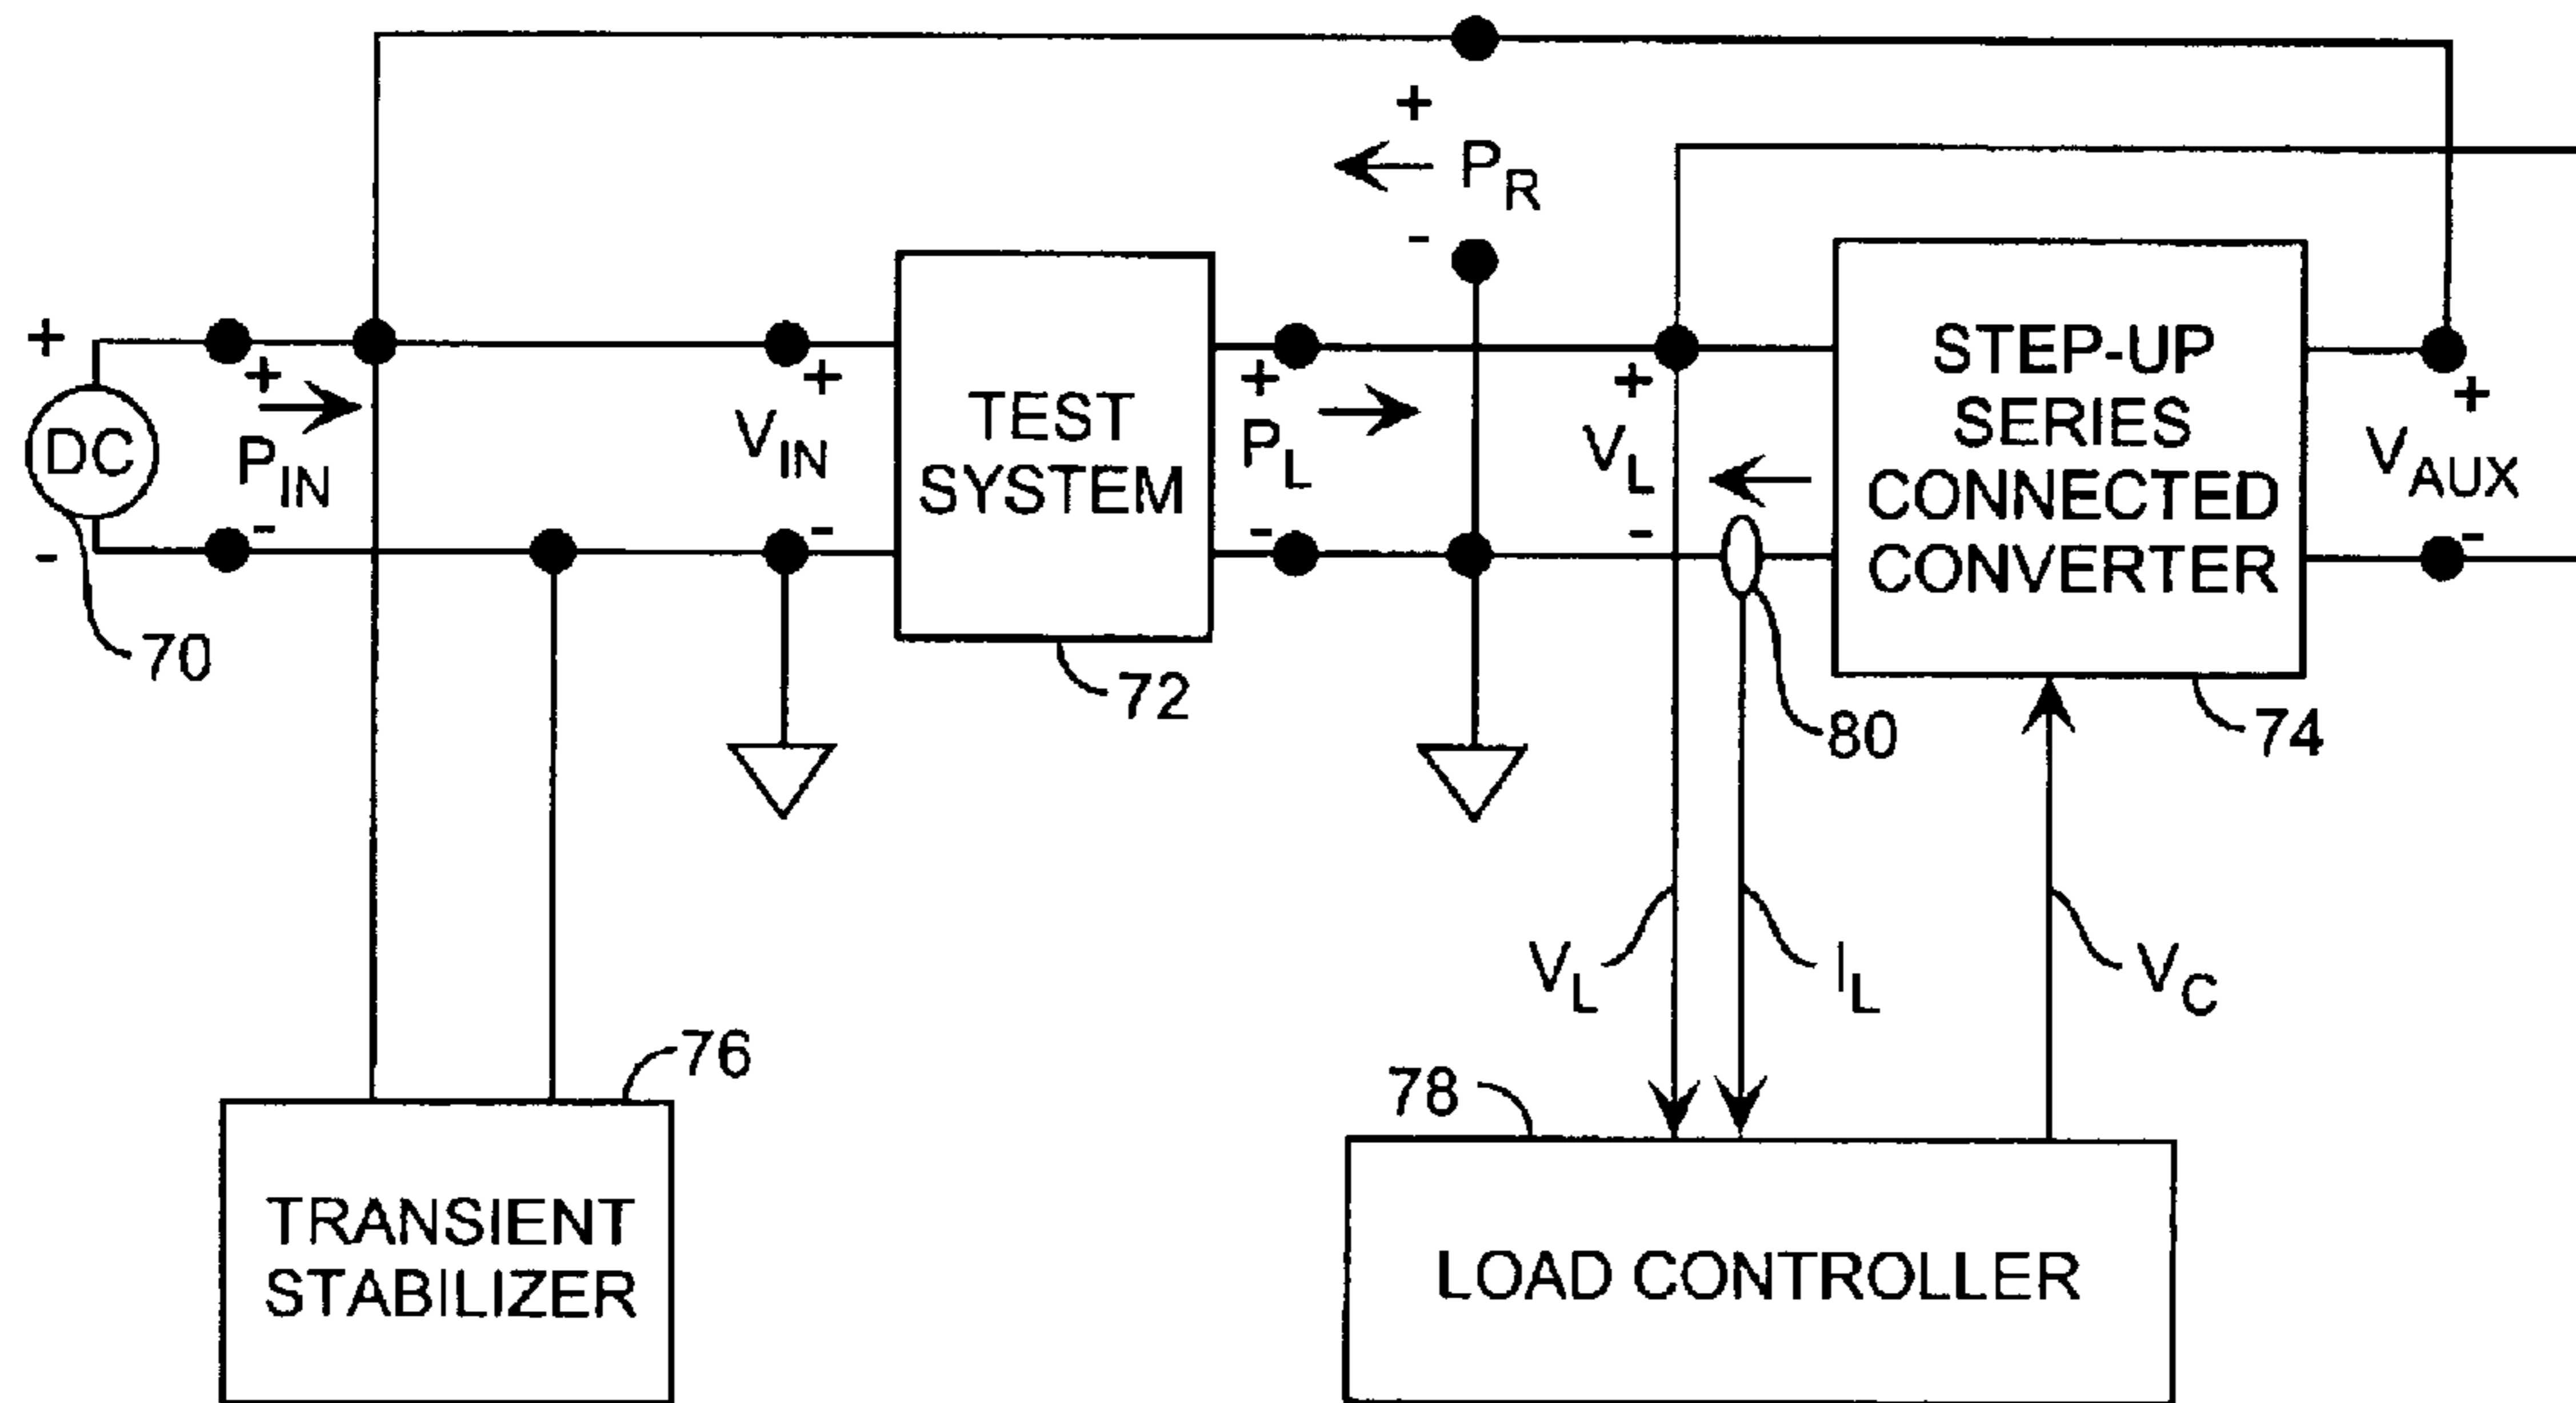 +
P_R
-
+
DC
-
70
+
P_IN
-
+
V_IN
-
TEST
SYSTEM
72
+
P_L
-
+
V_L
-
80
STEP-UP
SERIES
CONNECTED
CONVERTER
74
+
V_AUX
-
V_L
I_L
V_C
76
TRANSIENT
STABILIZER
78
LOAD CONTROLLER